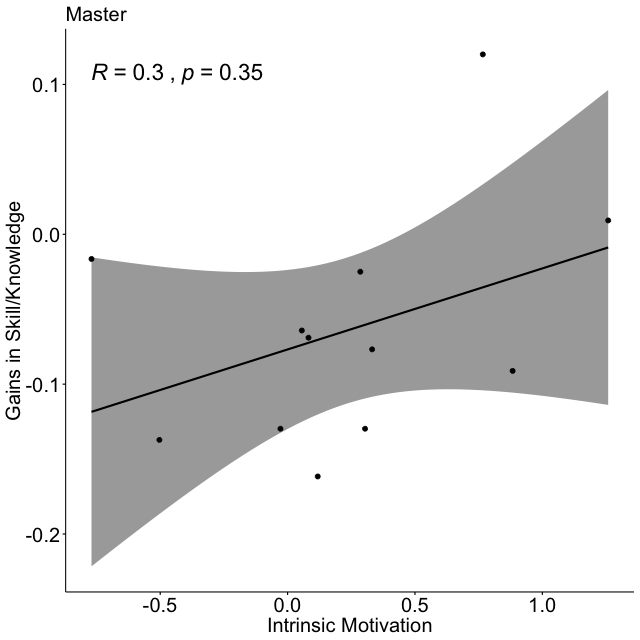 Master
R = 0.3 , p = 0.35
Gains in Skill/Knowledge
0.1
0.0
-0.1
-0.2
-0.5
0.0
0.5
1.0
Intrinsic Motivation